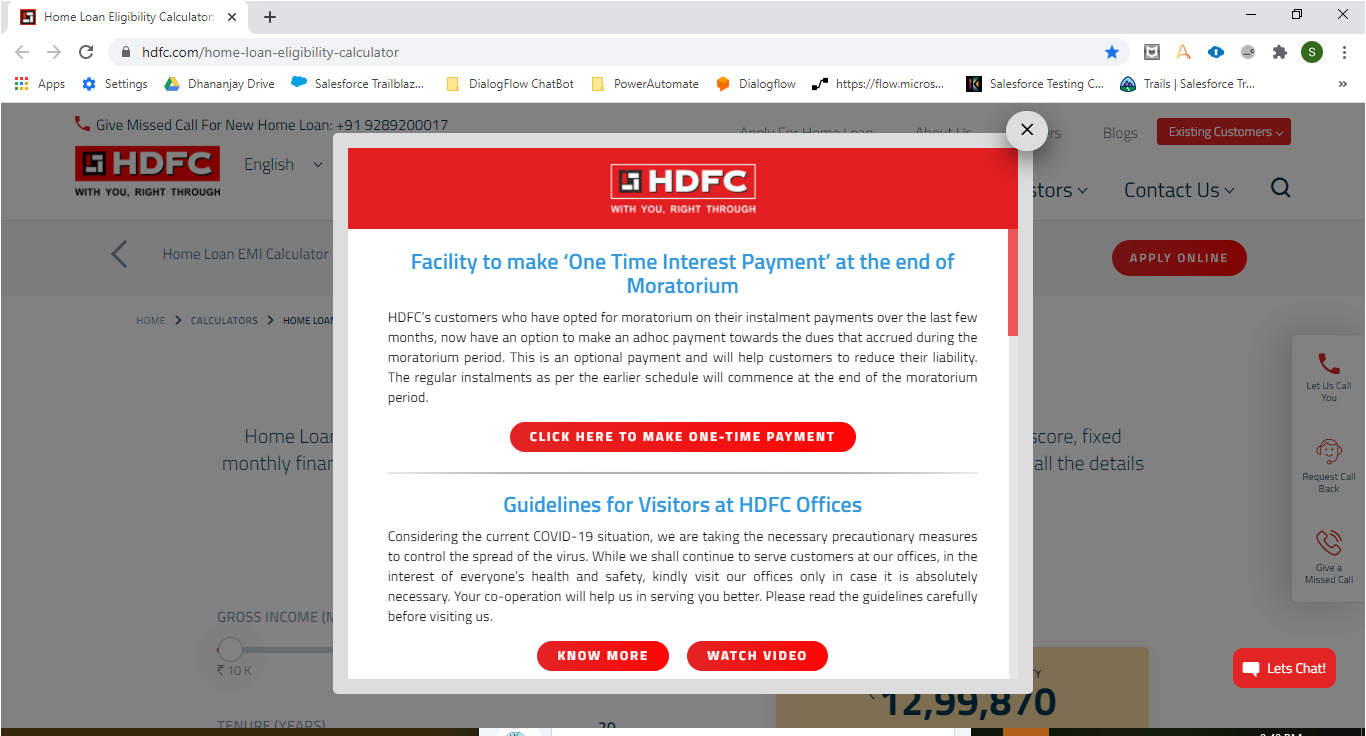 Home Loan Eligibility Calculator:
hdfc.com/home-loan-eligibility-calculator
S
Apps Settings Dhananjay Drive Salesforce Trailblaz... DialogFlow ChatBot PowerAutomate Dialogflow https://flow.micros... Salesforce Testing C... Trails | Salesforce Tr... »
Give Missed Call For New Home Loan: +91 9289200017
Apply For Home Loan About Us Blogs Existing Customers
HDFC
WITH YOU, RIGHT THROUGH
English
Contact Us
Home Loan EMI Calculator
APPLY ONLINE
HOME > CALCULATORS > HOME LOAN
HDFC
WITH YOU, RIGHT THROUGH
Facility to make ‘One Time Interest Payment’ at the end of
Moratorium
HDFC’s customers who have opted for moratorium on their instalment payments over the last few
months, now have an option to make an adhoc payment towards the dues that accrued during the
moratorium period. This is an optional payment and will help customers to reduce their liability.
The regular instalments as per the earlier schedule will commence at the end of the moratorium
period.
CLICK HERE TO MAKE ONE-TIME PAYMENT
Guidelines for Visitors at HDFC Offices
Considering the current COVID-19 situation, we are taking the necessary precautionary measures
to control the spread of the virus. While we shall continue to serve customers at our offices, in the
interest of everyone’s health and safety, kindly visit our offices only in case it is absolutely
necessary. Your co-operation will help us in serving you better. Please read the guidelines carefully
before visiting us.
KNOW MORE WATCH VIDEO
Home Loan score, fixed
monthly all the details
Let Us Call
You
Request Call
Back
Give a
Missed Call
GROSS INCOME
₹ 10 K
TENURE (YEARS)
12,99,870
Lets Chat!